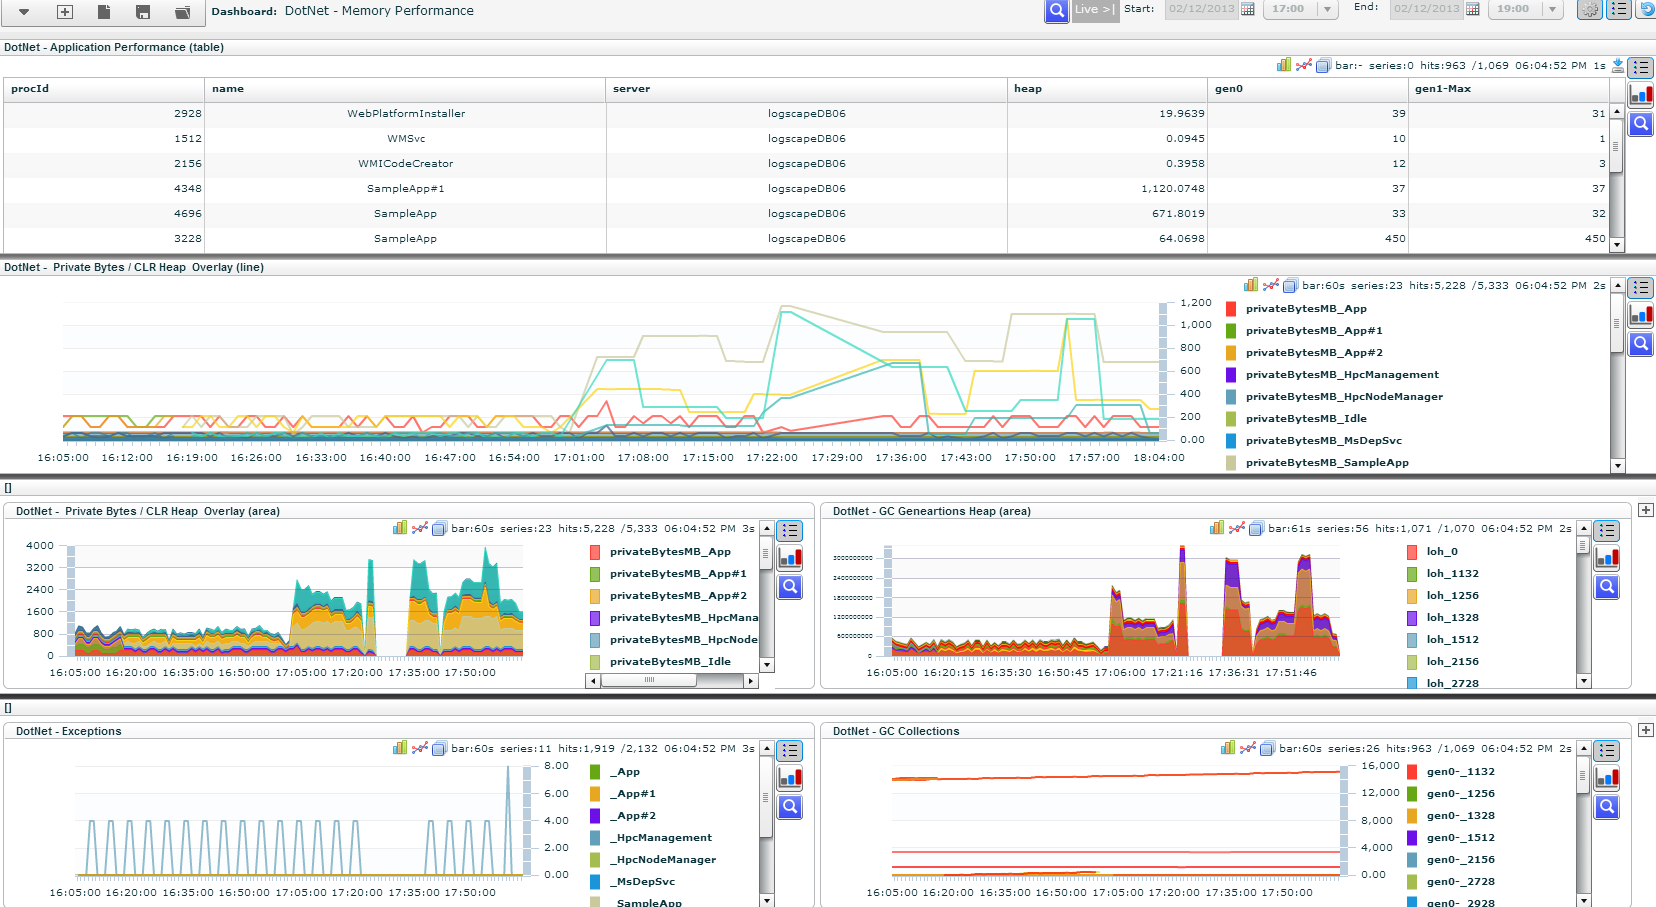 Dashboard: DotNet - Memory Performance
Live >| Start: 02/12/2013 17:00 End: 02/12/2013 19:00
DotNet - Application Performance (table)
bar:- series:0 hits:963 /1,069 06:04:52 PM 1s
procId name server heap gen0 gen1-Max
2928 WebPlatformInstaller logscapeDB06 19.9639 39 31
1512 WMSvc logscapeDB06 0.0945 10 1
2156 WMICodeCreator logscapeDB06 0.3958 12 3
4348 SampleApp#1 logscapeDB06 1,120.0748 37 37
4696 SampleApp logscapeDB06 671.8019 33 32
3228 SampleApp logscapeDB06 64.0698 450 450
DotNet - Private Bytes / CLR Heap Overlay (line)
bar:60s series:23 hits:5,228 /5,333 06:04:52 PM 2s
1,200
1,000
800
600
400
200
0.00
16:05:00 16:12:00 16:19:00 16:26:00 16:33:00 16:40:00 16:47:00 16:54:00 17:01:00 17:08:00 17:15:00 17:22:00 17:29:00 17:36:00 17:43:00 17:50:00 17:57:00 18:04:00
privateBytesMB_App
privateBytesMB_App#1
privateBytesMB_App#2
privateBytesMB_HpcManagement
privateBytesMB_HpcNodeManager
privateBytesMB_Idle
privateBytesMB_MsDepSvc
privateBytesMB_SampleApp
[]
DotNet - Private Bytes / CLR Heap Overlay (area)
bar:60s series:23 hits:5,228 /5,333 06:04:52 PM 3s
4000
3200
2400
1600
800
0
16:05:00 16:20:00 16:35:00 16:50:00 17:05:00 17:20:00 17:35:00 17:50:00
privateBytesMB_App
privateBytesMB_App#1
privateBytesMB_App#2
privateBytesMB_HpcMana
privateBytesMB_HpcNode
privateBytesMB_Idle
DotNet - GC Geneartions Heap (area)
bar:61s series:56 hits:1,071 /1,070 06:04:52 PM 2s
3000000000
2400000000
1800000000
1200000000
600000000
0
16:05:00 16:20:15 16:35:30 16:50:45 17:06:00 17:21:16 17:36:31 17:51:46
loh_0
loh_1132
loh_1256
loh_1328
loh_1512
loh_2156
loh_2728
[]
DotNet - Exceptions
bar:60s series:11 hits:1,919 /2,132 06:04:52 PM 3s
8.00
6.00
4.00
2.00
0.00
16:05:00 16:20:00 16:35:00 16:50:00 17:05:00 17:20:00 17:35:00 17:50:00
_App
_App#1
_App#2
_HpcManagement
_HpcNodeManager
_MsDepSvc
_SampleApp
DotNet - GC Collections
bar:60s series:26 hits:963 /1,069 06:04:52 PM 2s
16,000
12,000
8,000
4,000
0.00
16:05:00 16:20:00 16:35:00 16:50:00 17:05:00 17:20:00 17:35:00 17:50:00
gen0-_1132
gen0-_1256
gen0-_1328
gen0-_1512
gen0-_2156
gen0-_2728
gen0-_2928